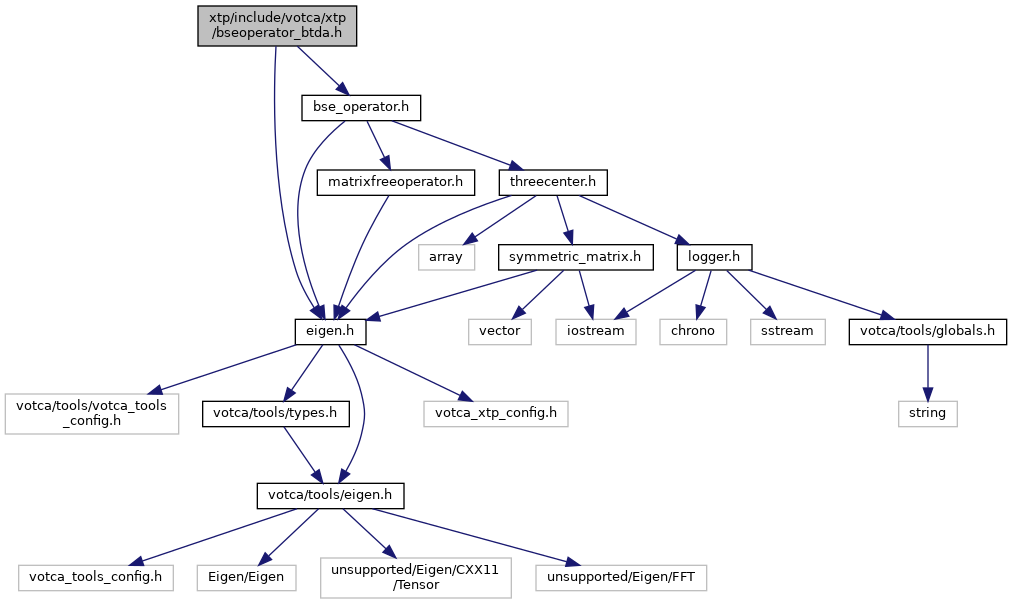 xtp/include/votca/xtp
/bseoperator_btda.h
bse_operator.h
matrixfreeoperator.h
threecenter.h
array
symmetric_matrix.h
logger.h
eigen.h
vector
iostream
chrono
sstream
votca/tools/globals.h
votca/tools/votca_tools
_config.h
votca/tools/types.h
votca_xtp_config.h
string
votca/tools/eigen.h
votca_tools_config.h
Eigen/Eigen
unsupported/Eigen/CXX11
/Tensor
unsupported/Eigen/FFT